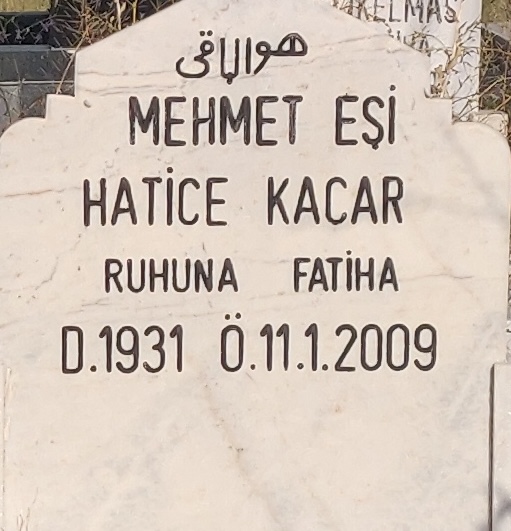 هوالباقی
MEHMET EŞİ
HATİCE KACAR
RUHUNA FATİHA
D.1931 Ö.11.1.2009